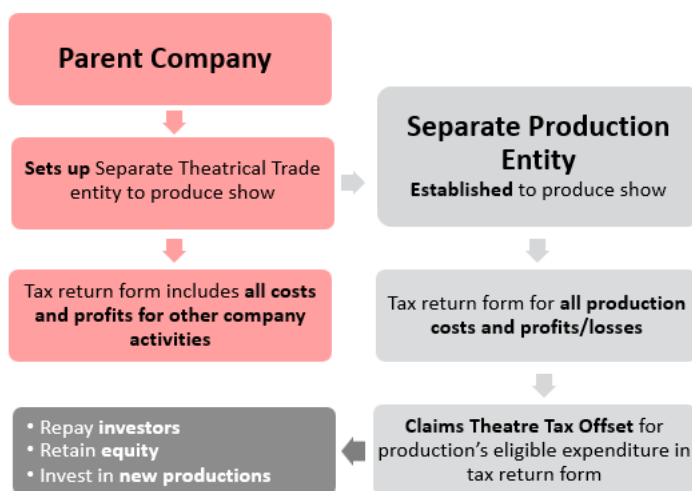 Parent Company
Sets up Separate Theatrical Trade
entity to produce show
Tax return form includes all costs
and profits for other company
activities
Separate Production
Entity
Established to produce show
Tax return form for all production
costs and profits/losses
Claims Theatre Tax Offset for
production's eligible expenditure in
tax return form
• Repay investors
• Retain equity
• Invest in new productions